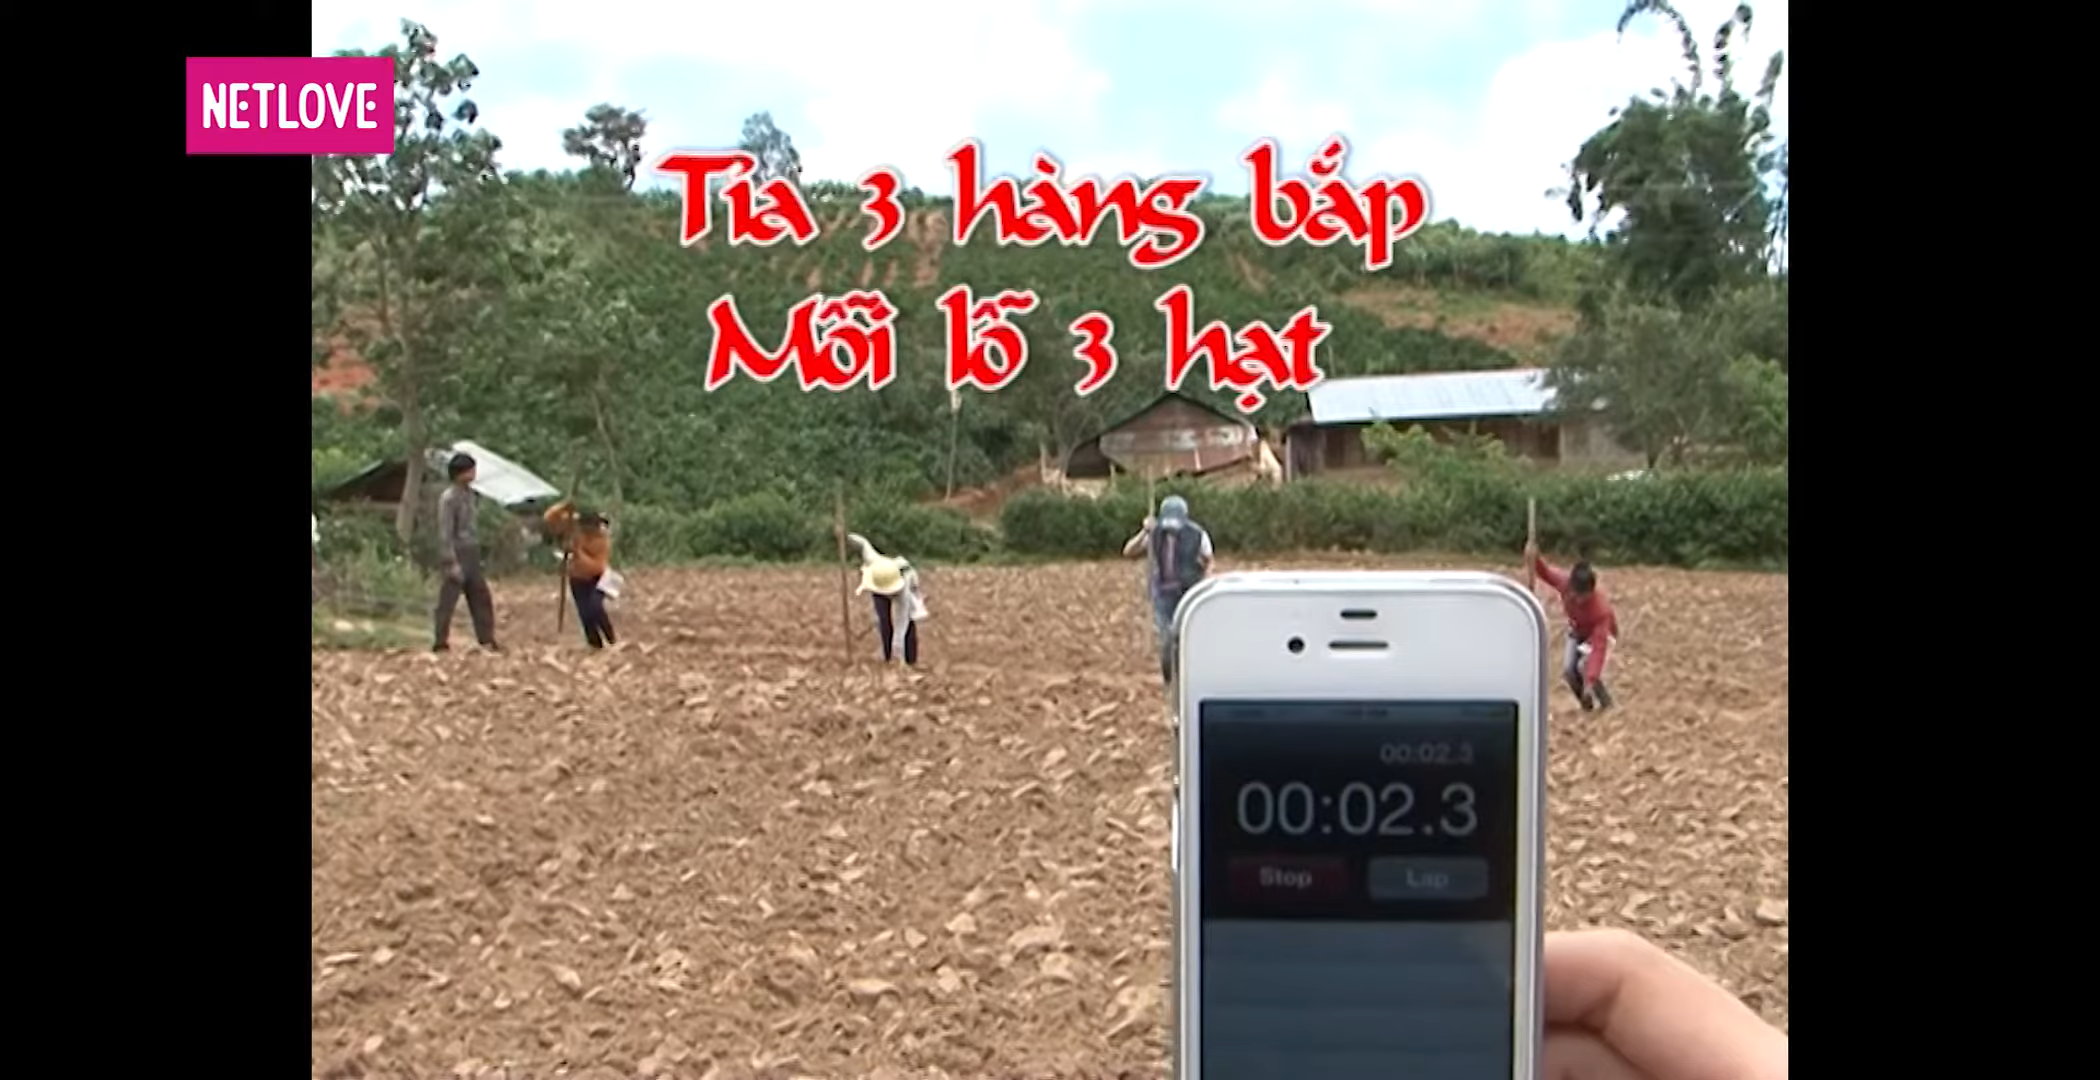 NETLOVE
Tỉa 3 hàng bắp
Mỗi lỗ 3 hạt
00:02.3
00:02.3
Stop
Lap